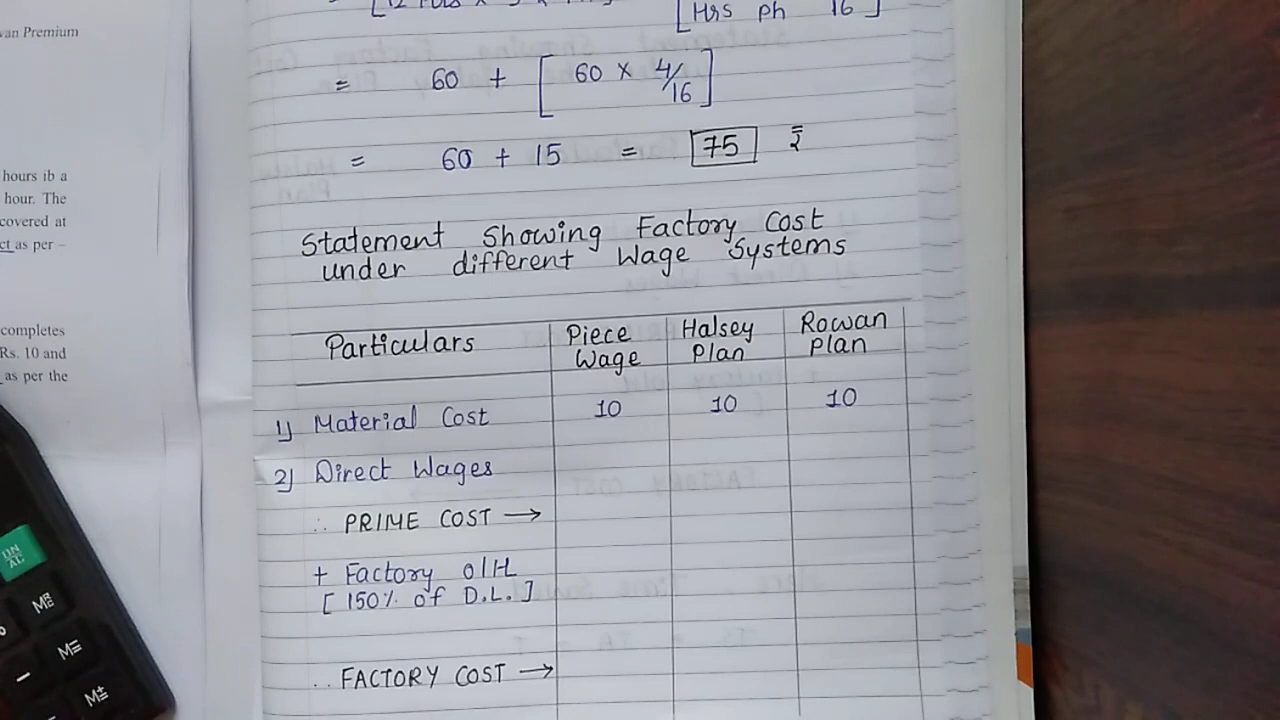 van Premium
[Hrs Ph 16]
= 60 + [60 × 4/16]
= 60 + 15 = 75 ₹
hours ib a
hour. The
covered at
ct as per –
completes
Rs. 10 and
as per the
Statement Showing Factory Cost
under different Wage Systems
Particulars Piece Wage Halsey Plan Rowan Plan
1) Material Cost 10 10 10
2) Direct Wages
∴ PRIME COST →
+ Factory o/H
[150% of D.L.]
∴ FACTORY COST →
MR
M=
M±